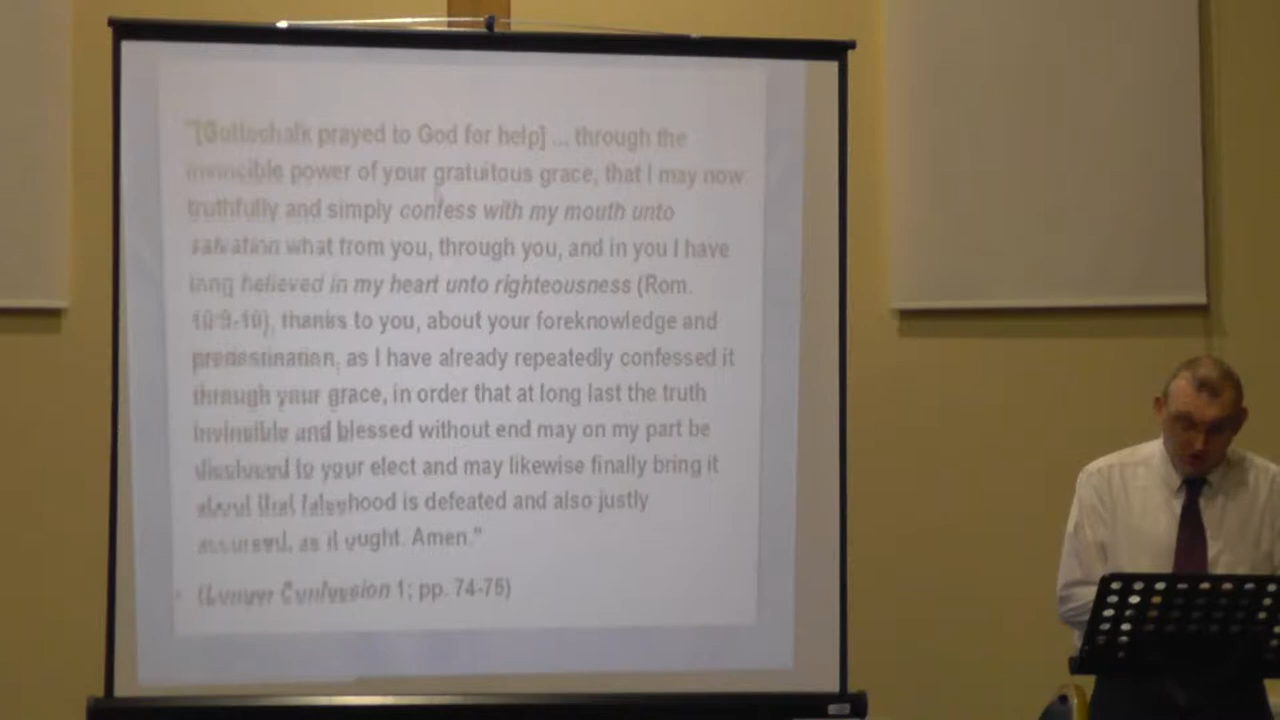 "[Gottschalk prayed to God for help] ... through the
invincible power of your gratuitous grace, that I may now
truthfully and simply confess with my mouth unto
salvation what from you, through you, and in you I have
long believed in my heart unto righteousness (Rom.
10:9-10), thanks to you, about your foreknowledge and
predestination, as I have already repeatedly confessed it
through your grace, in order that at long last the truth
invincible and blessed without end may on my part be
disclosed to your elect and may likewise finally bring it
about that falsehood is defeated and also justly
accursed, as it ought. Amen."
(Longer Confession 1; pp. 74-75)